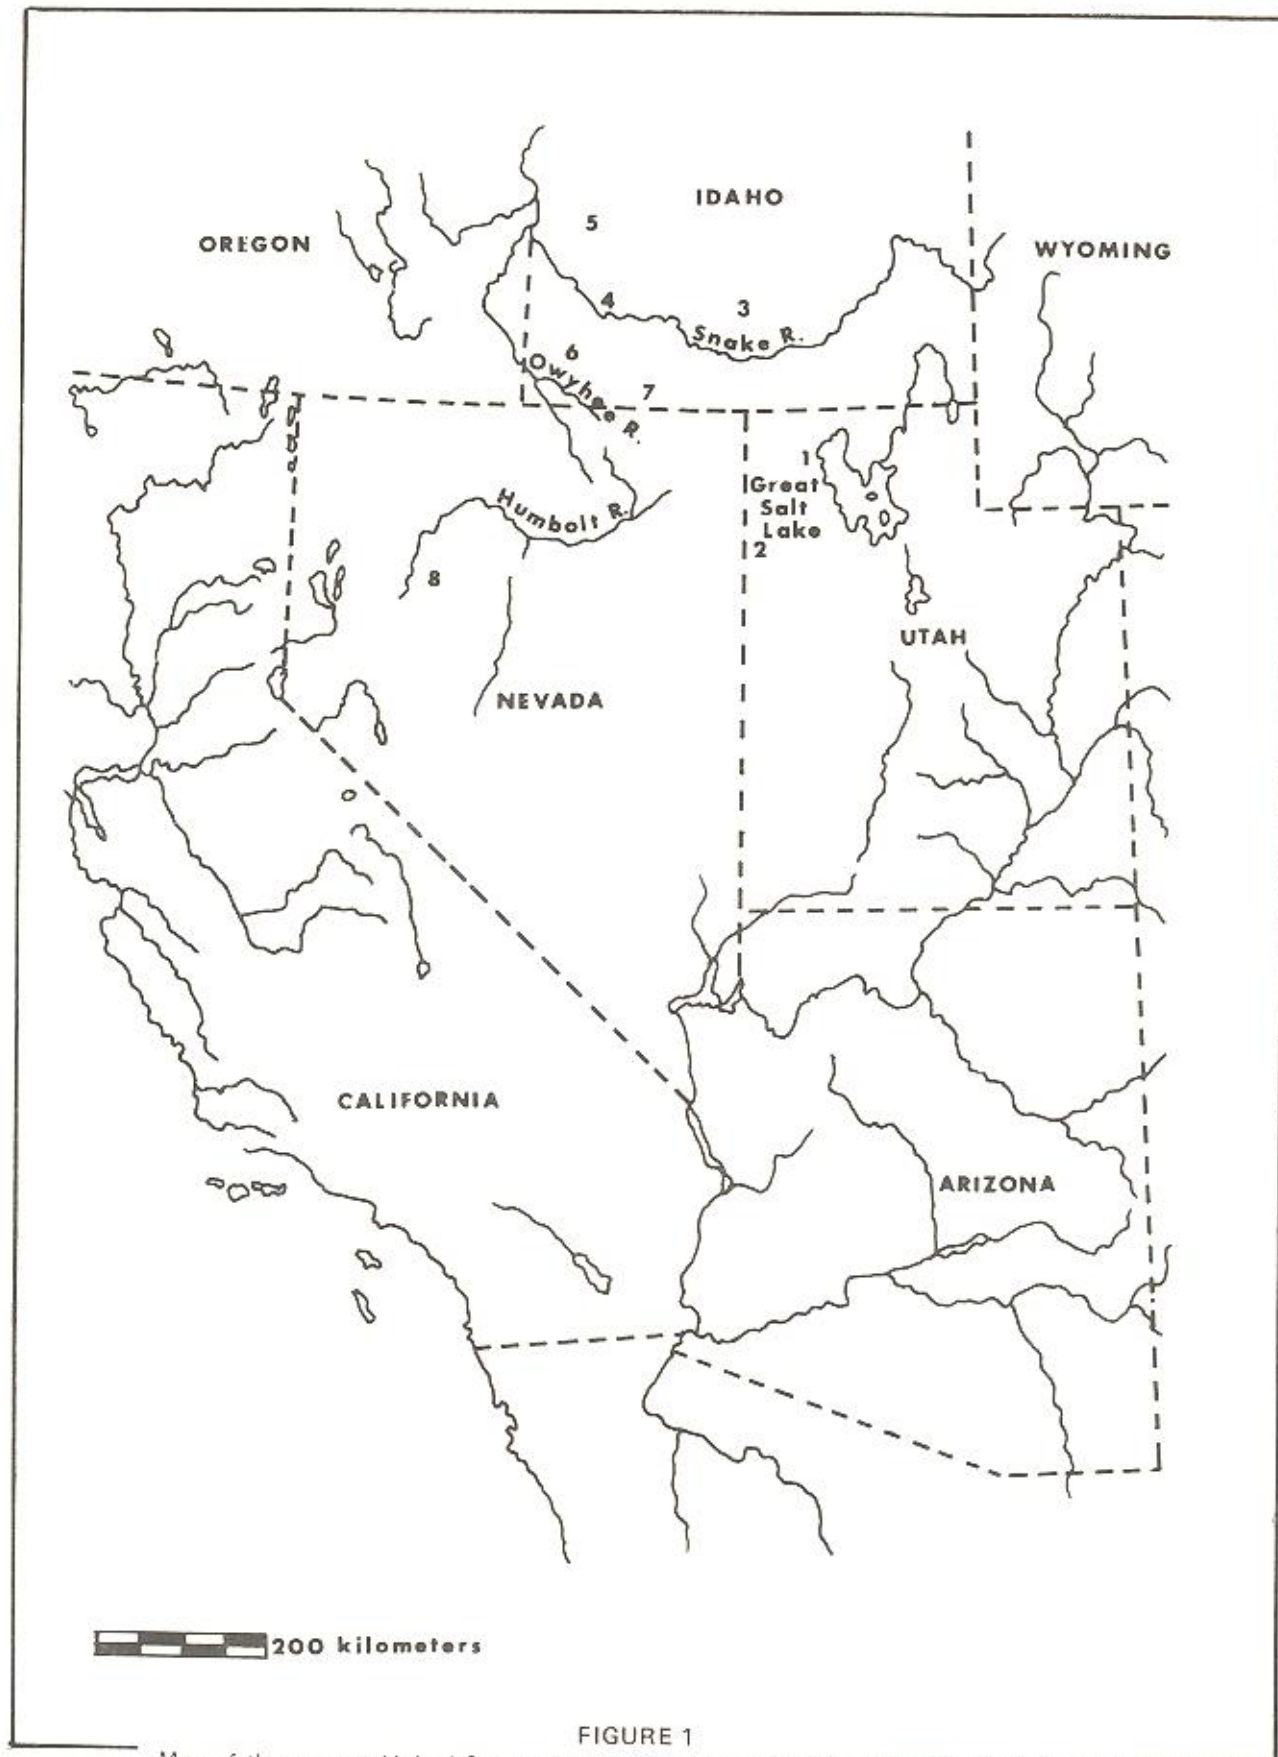 IDAHO
5
OREGON
WYOMING
4
3
Snake R.
6
Owyhee R.
7
1
Great
Salt
Lake
2
Humbolt R.
8
UTAH
NEVADA
CALIFORNIA
ARIZONA
200 kilometers
FIGURE 1